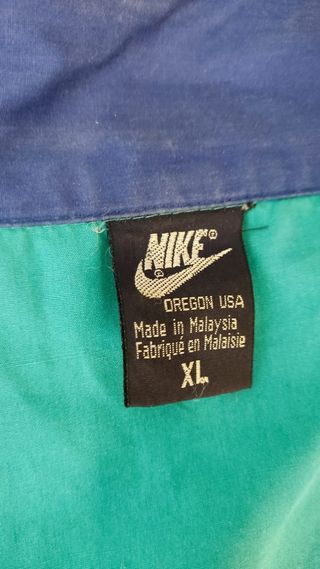 NIKE®
®
OREGON USA
Made in Malaysia
Fabriqué en Malaisie
XL